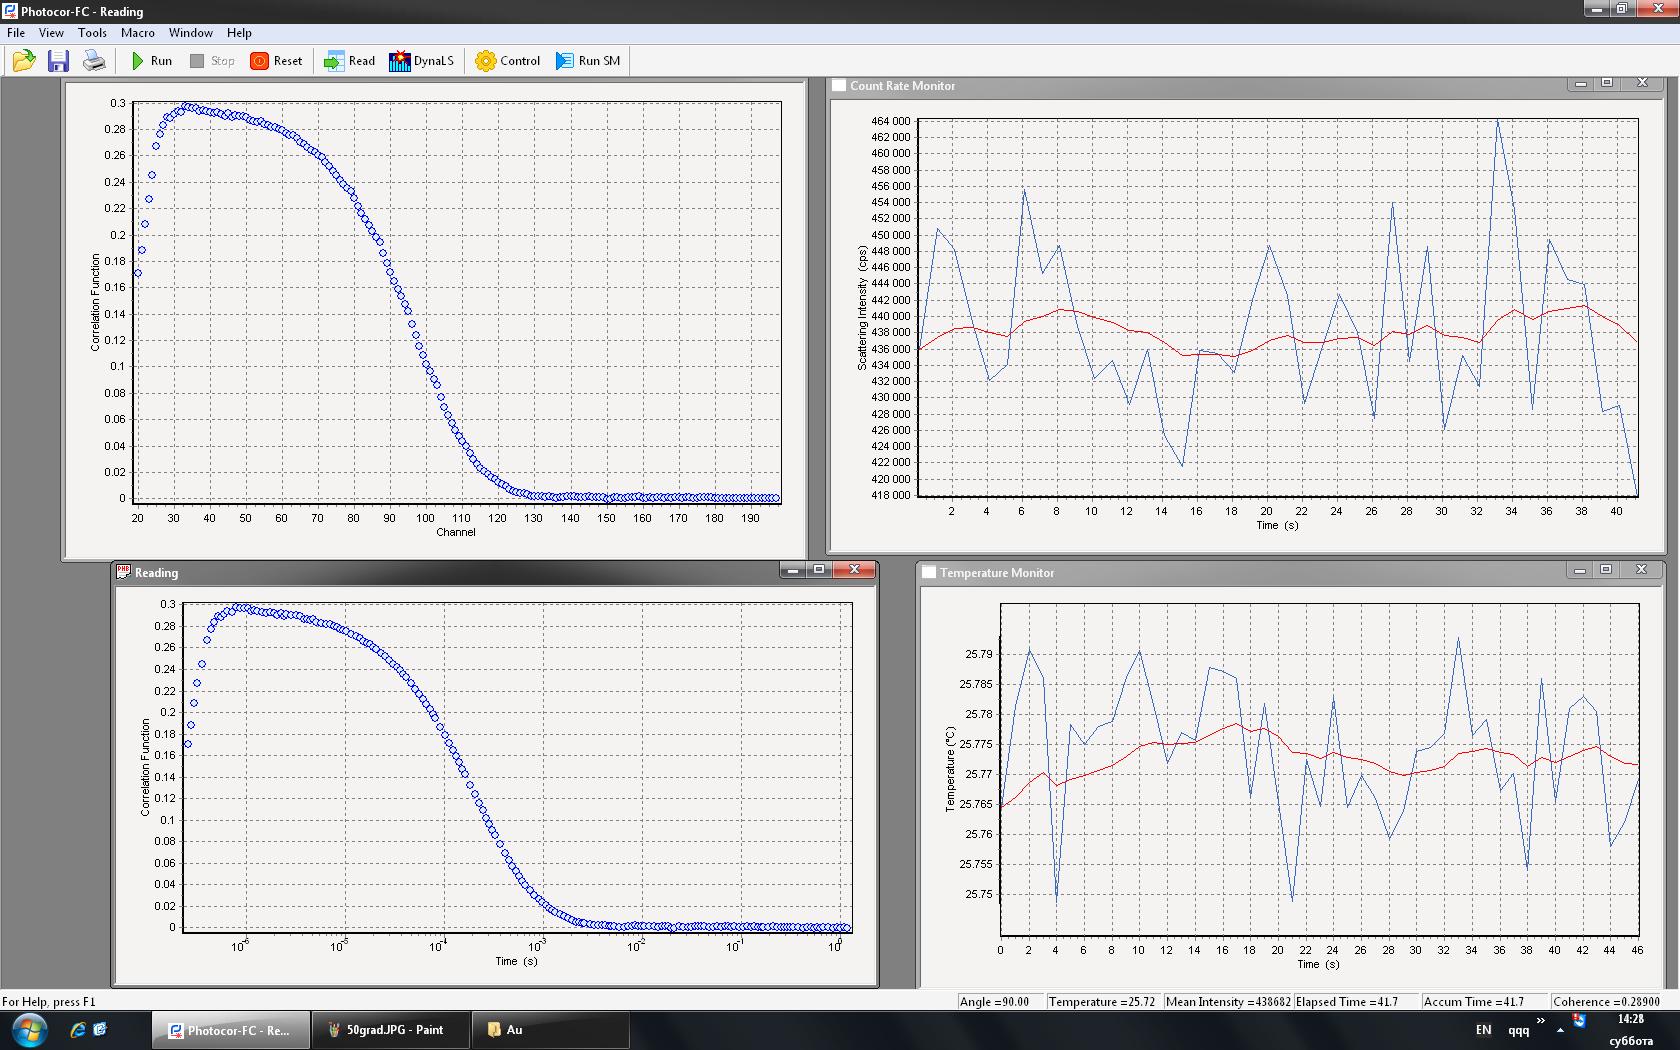 Photocor-FC - Reading
File View Tools Macro Window Help
Run Stop Reset Read DynaLS Control Run SM
0.3
0.28
0.26
0.24
0.22
0.2
0.18
0.16
0.14
0.12
0.1
0.08
0.06
0.04
0.02
0
Correlation Function
20 30 40 50 60 70 80 90 100 110 120 130 140 150 160 170 180 190
Channel
Count Rate Monitor
464 000
462 000
460 000
458 000
456 000
454 000
452 000
450 000
448 000
446 000
444 000
442 000
440 000
438 000
436 000
434 000
432 000
430 000
428 000
426 000
424 000
422 000
420 000
418 000
Scattering Intensity (cps)
2 4 6 8 10 12 14 16 18 20 22 24 26 28 30 32 34 36 38 40
Time (s)
Reading
0.3
0.28
0.26
0.24
0.22
0.2
0.18
0.16
0.14
0.12
0.1
0.08
0.06
0.04
0.02
0
Correlation Function
10-6 10-5 10-4 10-3 10-2 10-1 100
Time (s)
Temperature Monitor
25.79
25.785
25.78
25.775
25.77
25.765
25.76
25.755
25.75
Temperature (°C)
0 2 4 6 8 10 12 14 16 18 20 22 24 26 28 30 32 34 36 38 40 42 44 46
Time (s)
For Help, press F1
Angle =90.00 Temperature =25.72 Mean Intensity =438682 Elapsed Time =41.7 Accum Time =41.7 Coherence =0.28900
Photocor-FC - Re... 50grad.JPG - Paint Au
EN qqq » 14:28
суббота